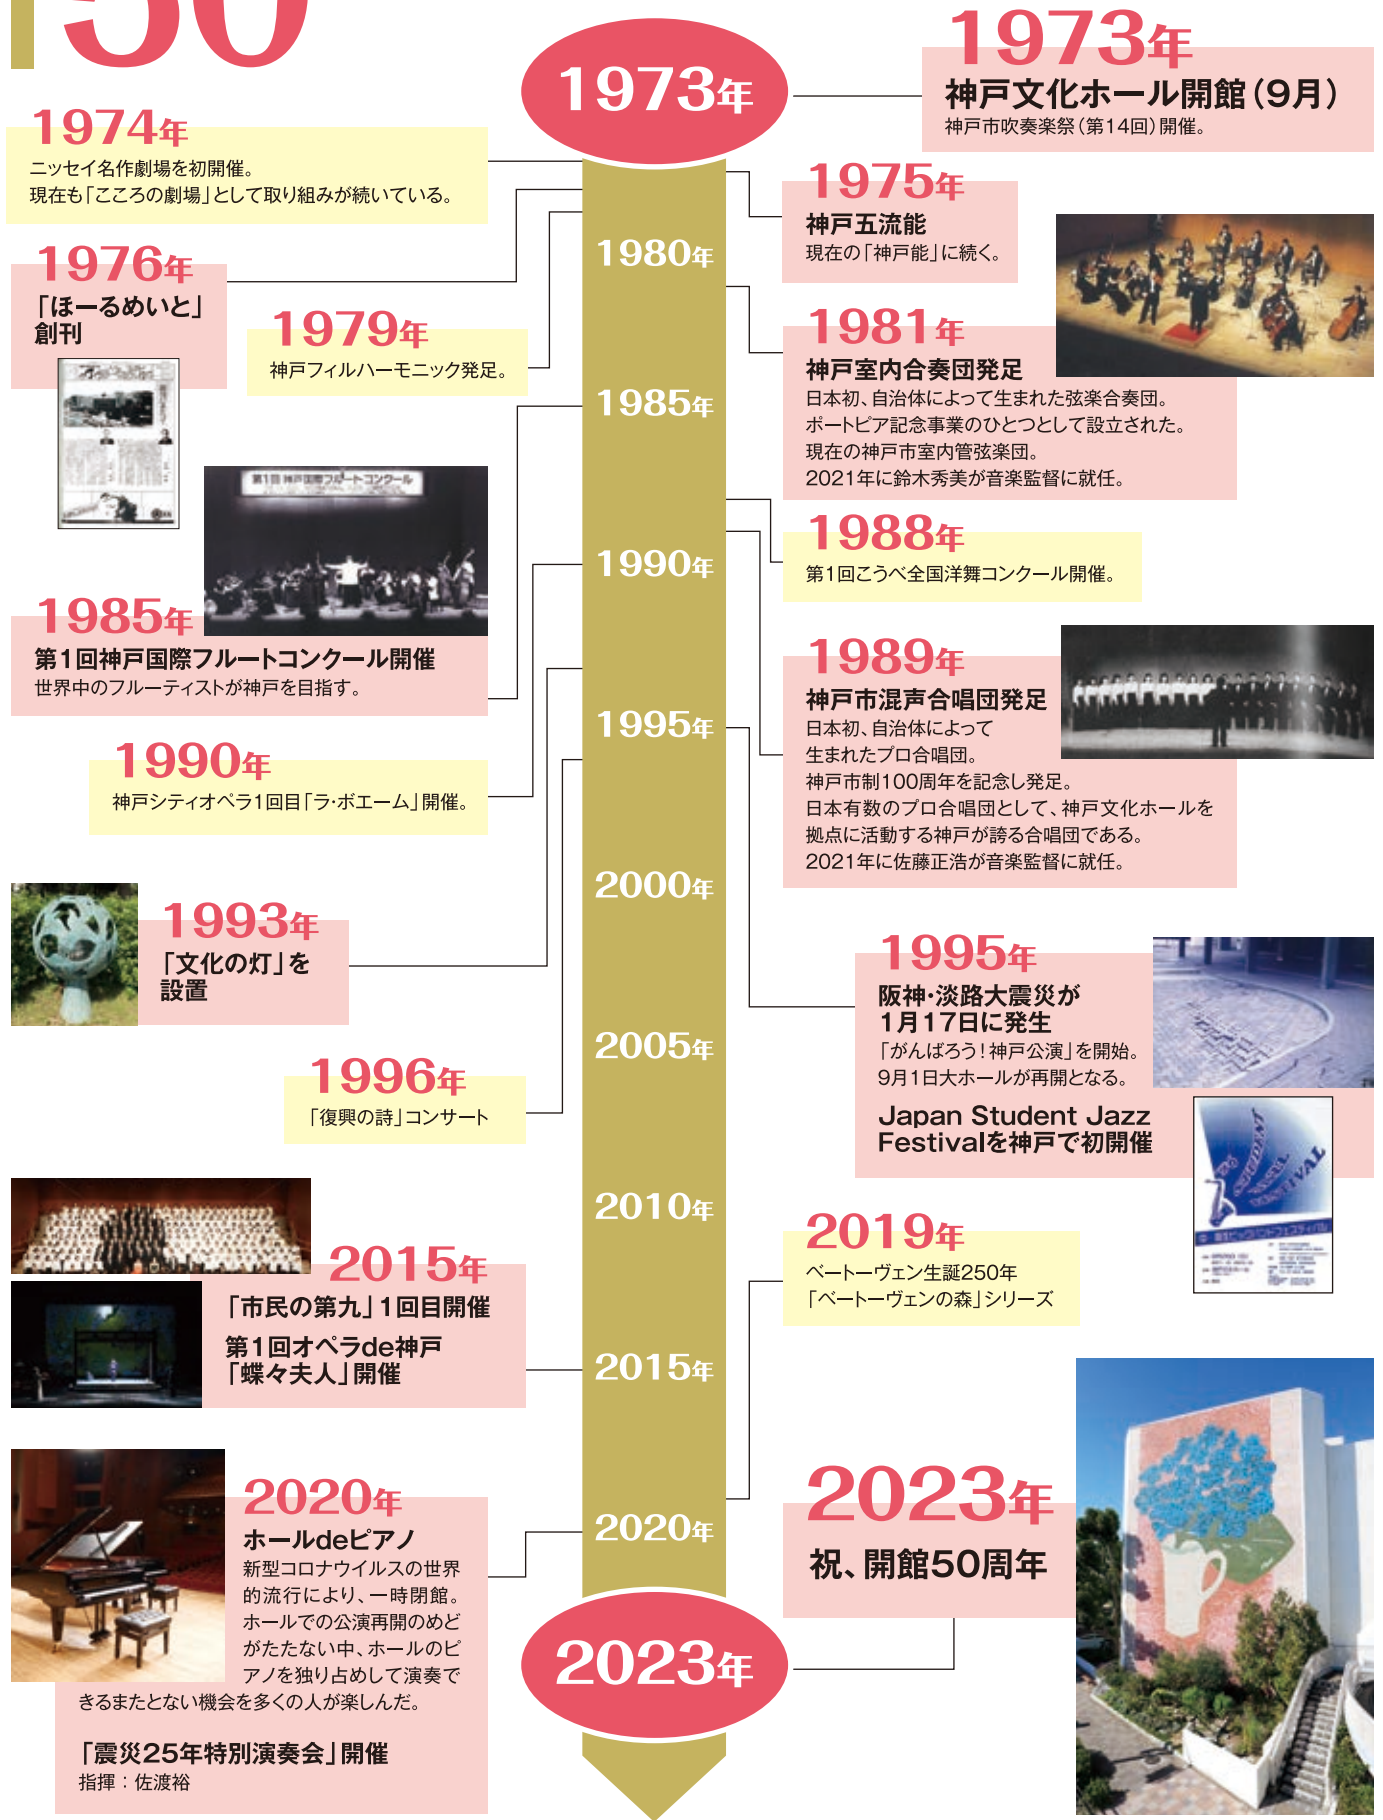 50
1973年
1973年
神戸文化ホール開館(9月)
神戸市吹奏楽祭(第14回)開催。
1974年
ニッセイ名作劇場を初開催。
現在も「こころの劇場」として取り組みが続いている。
1975年
神戸五流能
現在の「神戸能」に続く。
1976年
「ほーるめいと」
創刊
1979年
神戸フィルハーモニック発足。
1980年
1981年
神戸室内合奏団発足
日本初、自治体によって生まれた弦楽合奏団。
ポートピア記念事業のひとつとして設立された。
現在の神戸市室内管弦楽団。
2021年に鈴木秀美が音楽監督に就任。
1985年
第1回 神戸国際フルートコンクール
1985年
第1回神戸国際フルートコンクール開催
世界中のフルーティストが神戸を目指す。
1988年
第1回こうべ全国洋舞コンクール開催。
1990年
1989年
神戸市混声合唱団発足
日本初、自治体によって
生まれたプロ合唱団。
神戸市制100周年を記念し発足。
日本有数のプロ合唱団として、神戸文化ホールを
拠点に活動する神戸が誇る合唱団である。
2021年に佐藤正浩が音楽監督に就任。
1990年
神戸シティオペラ1回目「ラ・ボエーム」開催。
1995年
1993年
「文化の灯」を
設置
2000年
1995年
阪神・淡路大震災が
1月17日に発生
「がんばろう!神戸公演」を開始。
9月1日大ホールが再開となる。
Japan Student Jazz
Festivalを神戸で初開催
STUDENT
JAZZ
FESTIVAL
2005年
1996年
「復興の詩」コンサート
2010年
2015年
「市民の第九」1回目開催
第1回オペラde神戸
「蝶々夫人」開催
2019年
ベートーヴェン生誕250年
「ベートーヴェンの森」シリーズ
2015年
2020年
ホールdeピアノ
新型コロナウイルスの世界
的流行により、一時閉館。
ホールでの公演再開のめど
がたたない中、ホールのピ
アノを独り占めして演奏で
きるまたとない機会を多くの人が楽しんだ。
「震災25年特別演奏会」開催
指揮:佐渡裕
2020年
2023年
祝、開館50周年
2023年